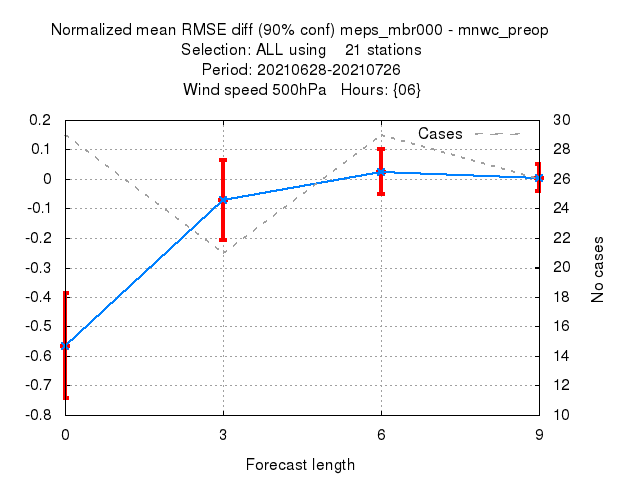 Normalized mean RMSE diff (90% conf) meps_mbr000 - mnwc_preop
Selection: ALL using    21 stations
Period: 20210628-20210726
Wind speed 500hPa   Hours: {06}
Cases
0.2
0.1
0
-0.1
-0.2
-0.3
-0.4
-0.5
-0.6
-0.7
-0.8
30
28
26
24
22
20
18
16
14
12
10
No cases
0 3 6 9
Forecast length